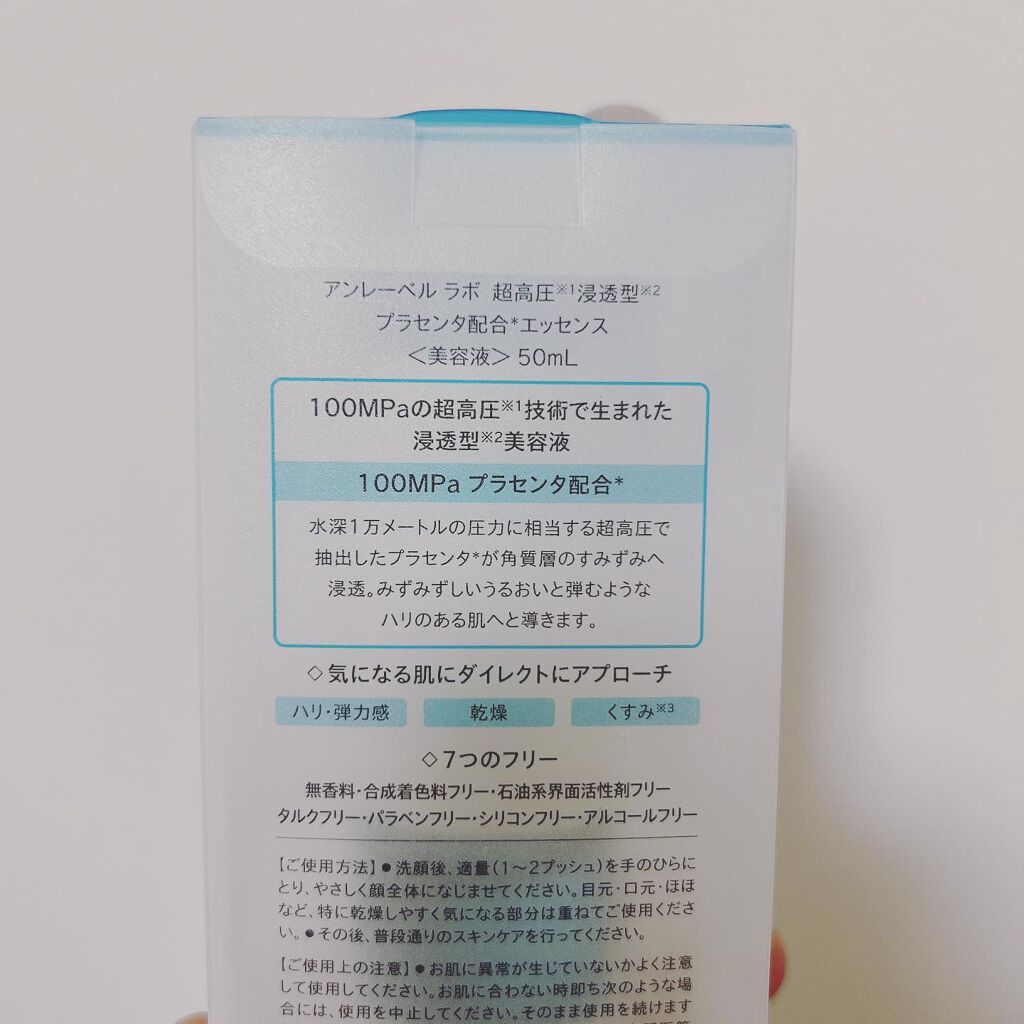 アンレーベル ラボ 超高圧※1浸透型※2
プラセンタ配合*エッセンス
＜美容液＞ 50mL
100MPaの超高圧※1技術で生まれた
浸透型※2美容液
100MPa プラセンタ配合*
水深1万メートルの圧力に相当する超高圧で
抽出したプラセンタ*が角質層のすみずみへ
浸透。みずみずしいうるおいと弾むような
ハリのある肌へと導きます。
◇気になる肌にダイレクトにアプローチ
ハリ・弾力感 乾燥 くすみ※3
◇7つのフリー
無香料・合成着色料フリー・石油系界面活性剤フリー
タルクフリー・パラベンフリー・シリコンフリー・アルコールフリー
【ご使用方法】●洗顔後、適量(1〜2プッシュ)を手のひらに
とり、やさしく顔全体になじませてください。目元・口元・ほほ
など、特に乾燥しやすく気になる部分は重ねてご使用くださ
い。●その後、普段通りのスキンケアを行ってください。
【ご使用上の注意】●お肌に異常が生じていないかよく注意
して使用してください。お肌に合わない時即ち次のような場
合には、使用を中止してください。そのまま使用を続けます